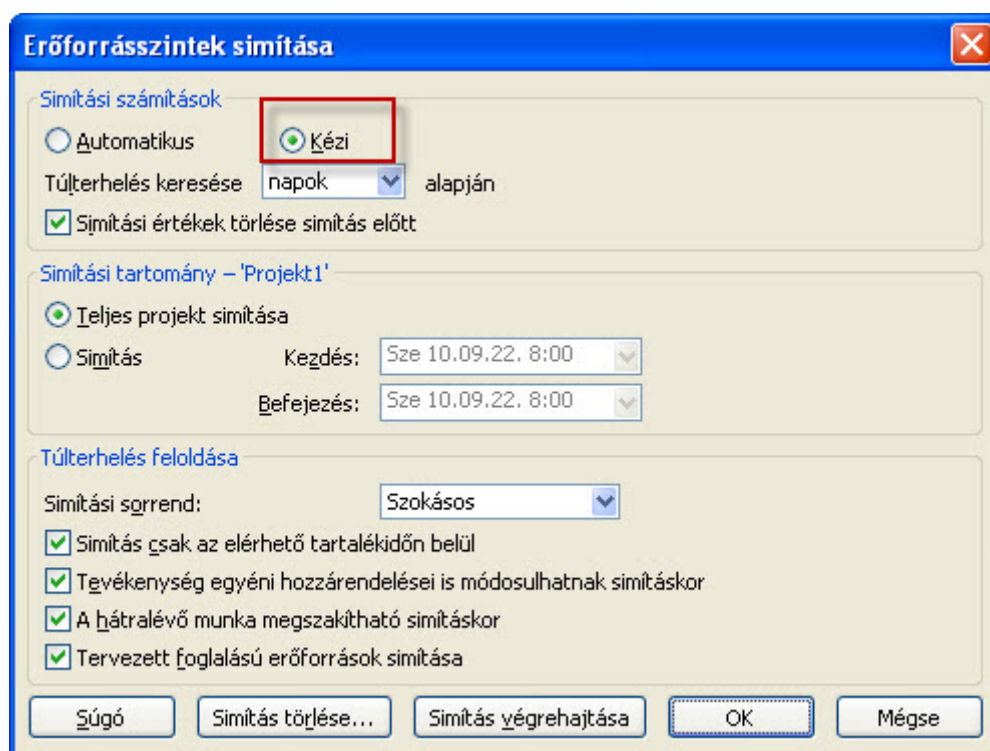 Erőforrásszintek simítása
Simítási számítások
Automatikus Kézi
Túlterhelés keresése napok alapján
Simítási értékek törlése simítás előtt
Simítási tartomány – 'Projekt1'
Teljes projekt simítása
Simítás Kezdés: Sze 10.09.22. 8:00
Befejezés: Sze 10.09.22. 8:00
Túlterhelés feloldása
Simítási sorrend: Szokásos
Simítás csak az elérhető tartalékidőn belül
Tevékenység egyéni hozzárendelései is módosulhatnak simításkor
A hátralévő munka megszakítható simításkor
Tervezett foglalású erőforrások simítása
Súgó Simítás törlése... Simítás végrehajtása OK Mégse